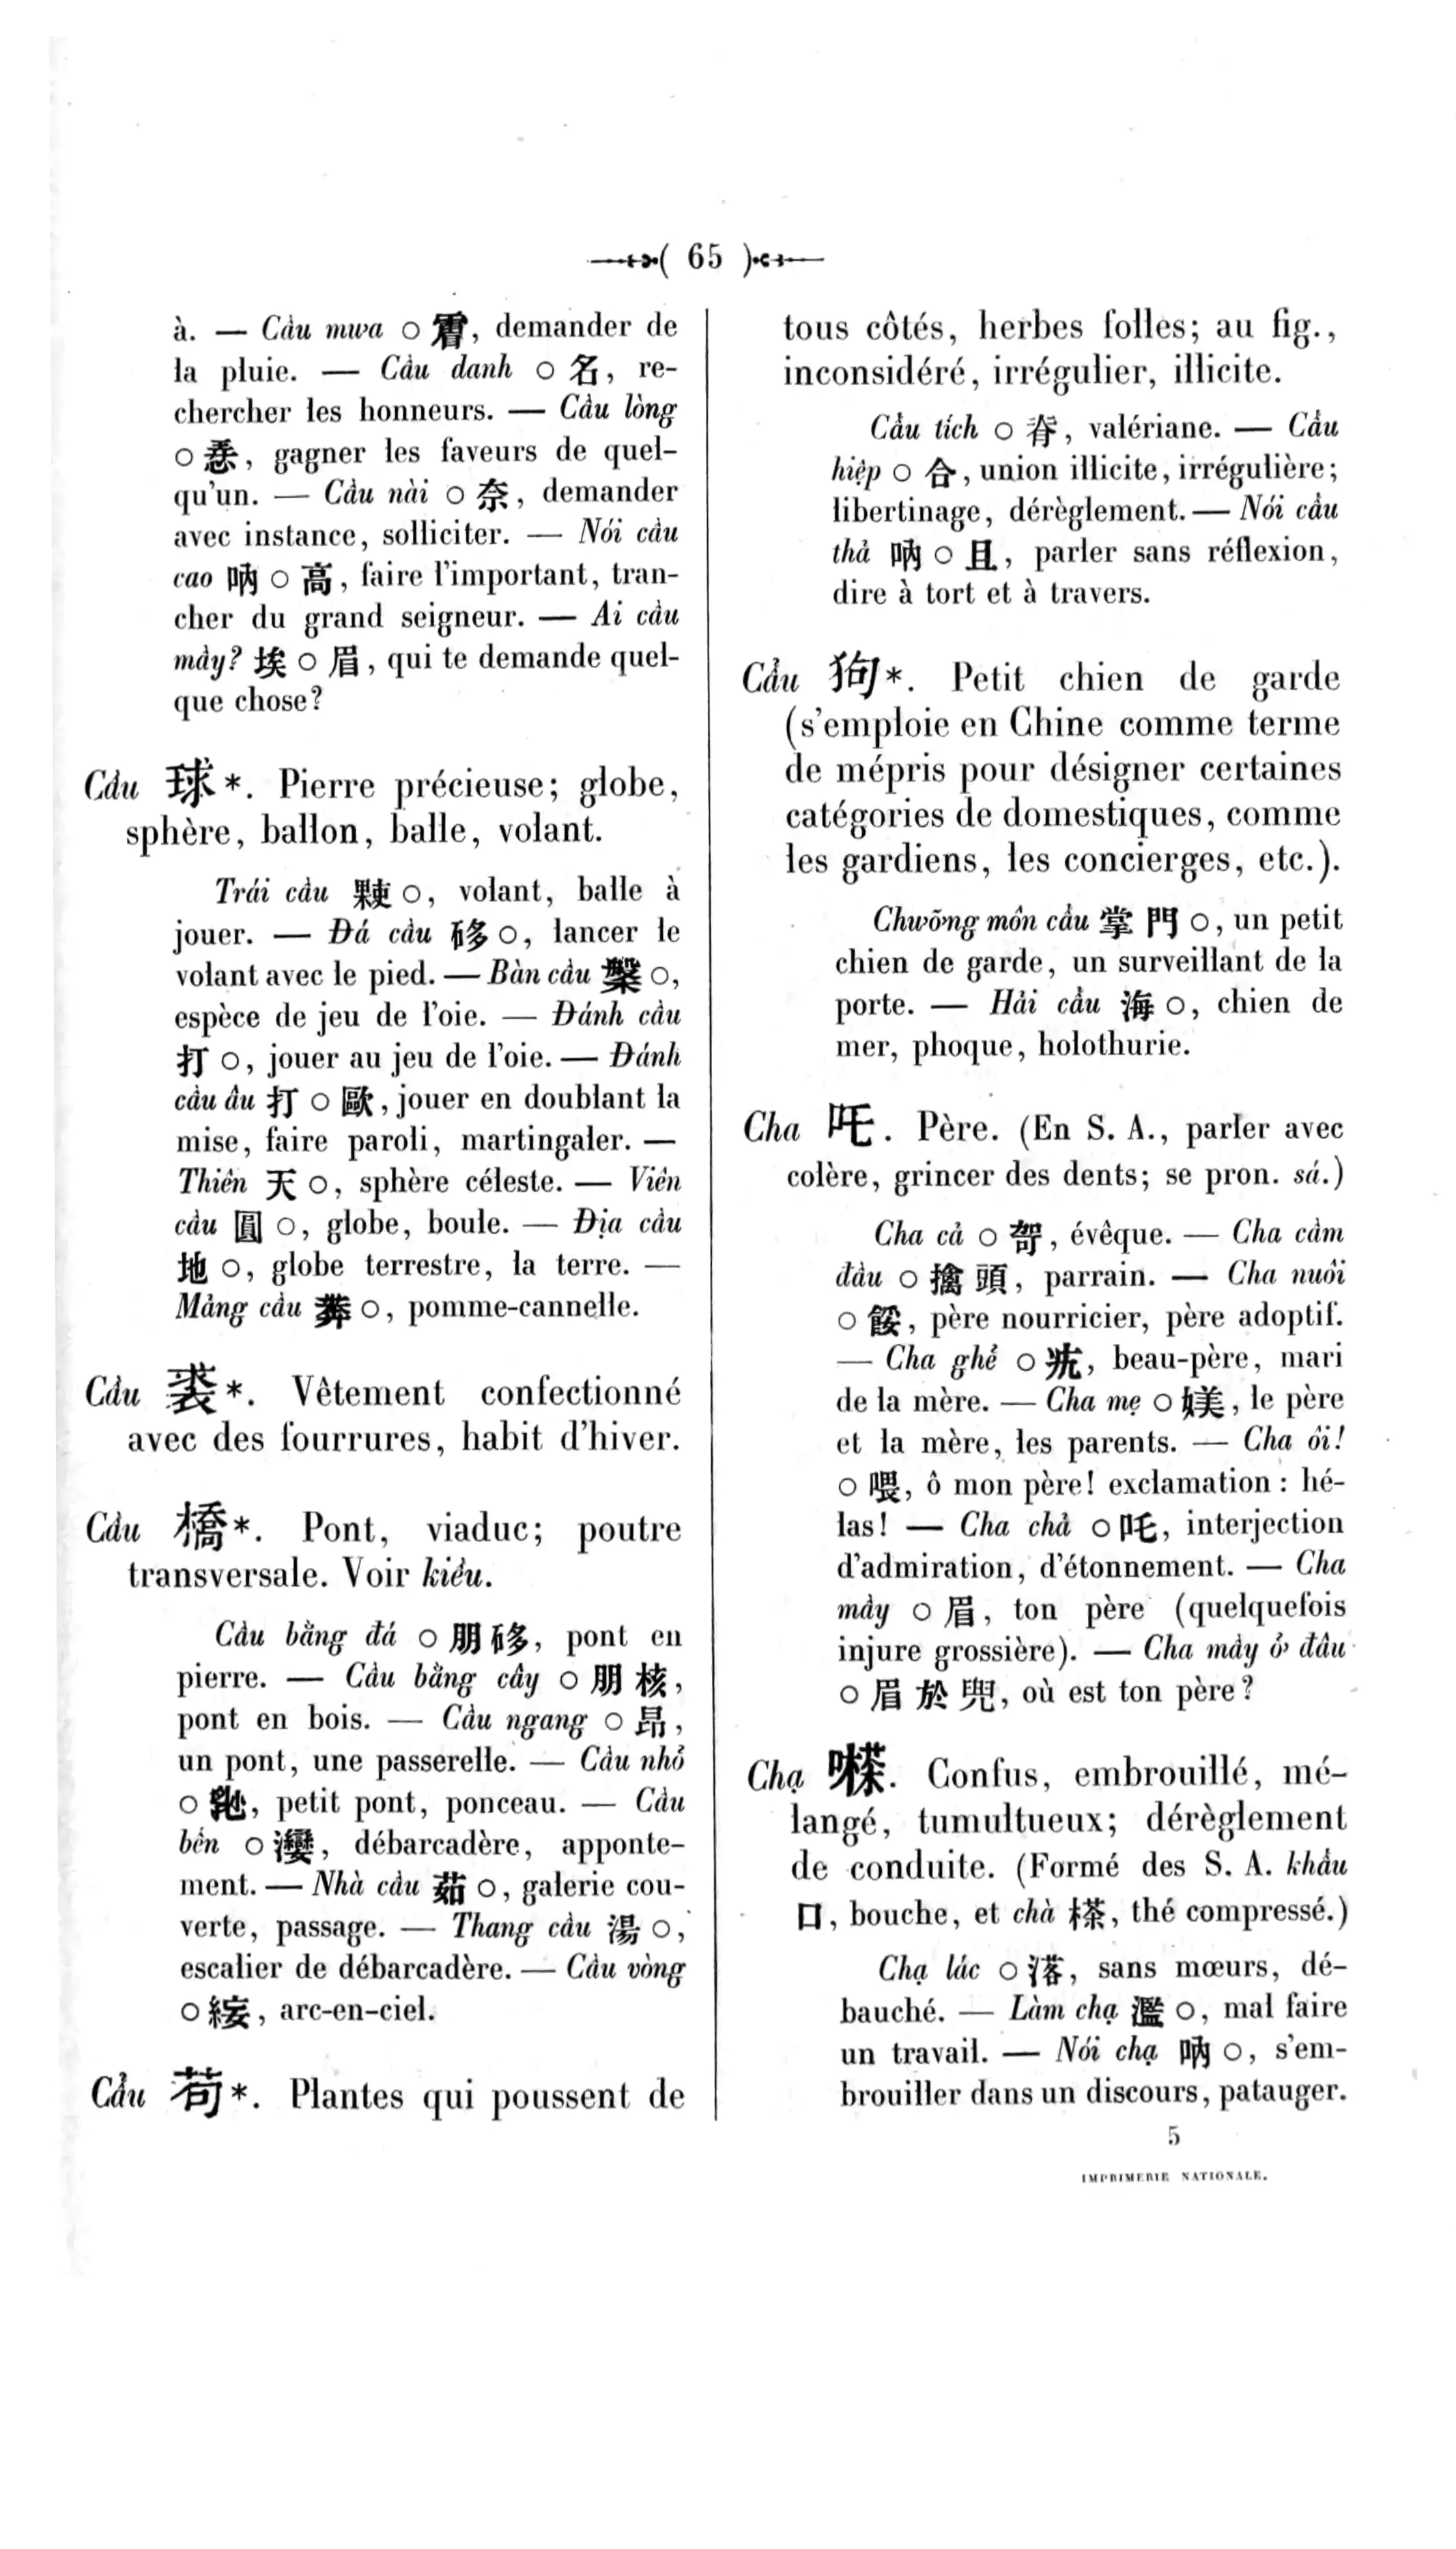 ( 65 )
à. — Cầu mưa ○ 䨒, demander de
la pluie. — Cầu danh ○ 名, re-
chercher les honneurs. — Cầu lòng
○ 𢚸, gagner les faveurs de quel-
qu'un. — Cầu nài ○ 奈, demander
avec instance, solliciter. — Nói cầu
cao 吶 ○ 高, faire l'important, tran-
cher du grand seigneur. — Ai cầu
mầy? 埃 ○ 眉, qui te demande quel-
que chose?
Cầu 球 *. Pierre précieuse; globe,
sphère, ballon, balle, volant.
Trái cầu ○, volant, balle à
jouer. — Đá cầu 𥒥 ○, lancer le
volant avec le pied. — Bàn cầu 槃 ○,
espèce de jeu de l'oie. — Đánh cầu
打 ○, jouer au jeu de l'oie. — Đánh
cầu âu 打 ○ 歐, jouer en doublant la
mise, faire paroli, martingaler. —
Thiên 天 ○, sphère céleste. — Viên
cầu 圓 ○, globe, boule. — Địa cầu
地 ○, globe terrestre, la terre. —
Mảng cầu ○, pomme-cannelle.
Cầu 裘 *. Vêtement confectionné
avec des fourrures, habit d'hiver.
Cầu 橋 *. Pont, viaduc; poutre
transversale. Voir kiều.
Cầu bằng đá ○ 朋 𥒥, pont en
pierre. — Cầu bằng cây ○ 朋 核,
pont en bois. — Cầu ngang ○ 昂,
un pont, une passerelle. — Cầu nhỏ
○, petit pont, ponceau. — Cầu
bến ○, débarcadère, apponte-
ment. — Nhà cầu 茹 ○, galerie cou-
verte, passage. — Thang cầu 湯 ○,
escalier de débarcadère. — Cầu vòng
○, arc-en-ciel.
Cẩu 苟 *. Plantes qui poussent de
tous côtés, herbes folles; au fig.,
inconsidéré, irrégulier, illicite.
Cẩu tích ○ 脊, valériane. — Cẩu
hiệp ○ 合, union illicite, irrégulière;
libertinage, dérèglement. — Nói cẩu
thả 吶 ○ 且, parler sans réflexion,
dire à tort et à travers.
Cẩu 狗 *. Petit chien de garde
(s'emploie en Chine comme terme
de mépris pour désigner certaines
catégories de domestiques, comme
les gardiens, les concierges, etc.).
Chưõng môn cẩu 掌 門 ○, un petit
chien de garde, un surveillant de la
porte. — Hải cẩu 海 ○, chien de
mer, phoque, holothurie.
Cha 吒. Père. (En S. A., parler avec
colère, grincer des dents; se pron. sá.)
Cha cả ○ 哿, évêque. — Cha cầm
đầu ○ 擒 頭, parrain. — Cha nuôi
○ 餒, père nourricier, père adoptif.
— Cha ghẻ ○, beau-père, mari
de la mère. — Cha mẹ ○ 媄, le père
et la mère, les parents. — Cha ôi!
○ 喂, ô mon père! exclamation : hé-
las! — Cha chả ○ 吒, interjection
d'admiration, d'étonnement. — Cha
mầy ○ 眉, ton père (quelquefois
injure grossière). — Cha mầy ở đâu
○ 眉 於 兜, où est ton père?
Chạ. Confus, embrouillé, mé-
langé, tumultueux; dérèglement
de conduite. (Formé des S. A. khẩu
口, bouche, et chà 搽, thé compressé.)
Chạ lác ○ 落, sans mœurs, dé-
bauché. — Làm chạ 濫 ○, mal faire
un travail. — Nói chạ 吶 ○, s'em-
brouiller dans un discours, patauger.
5
IMPRIMERIE NATIONALE.